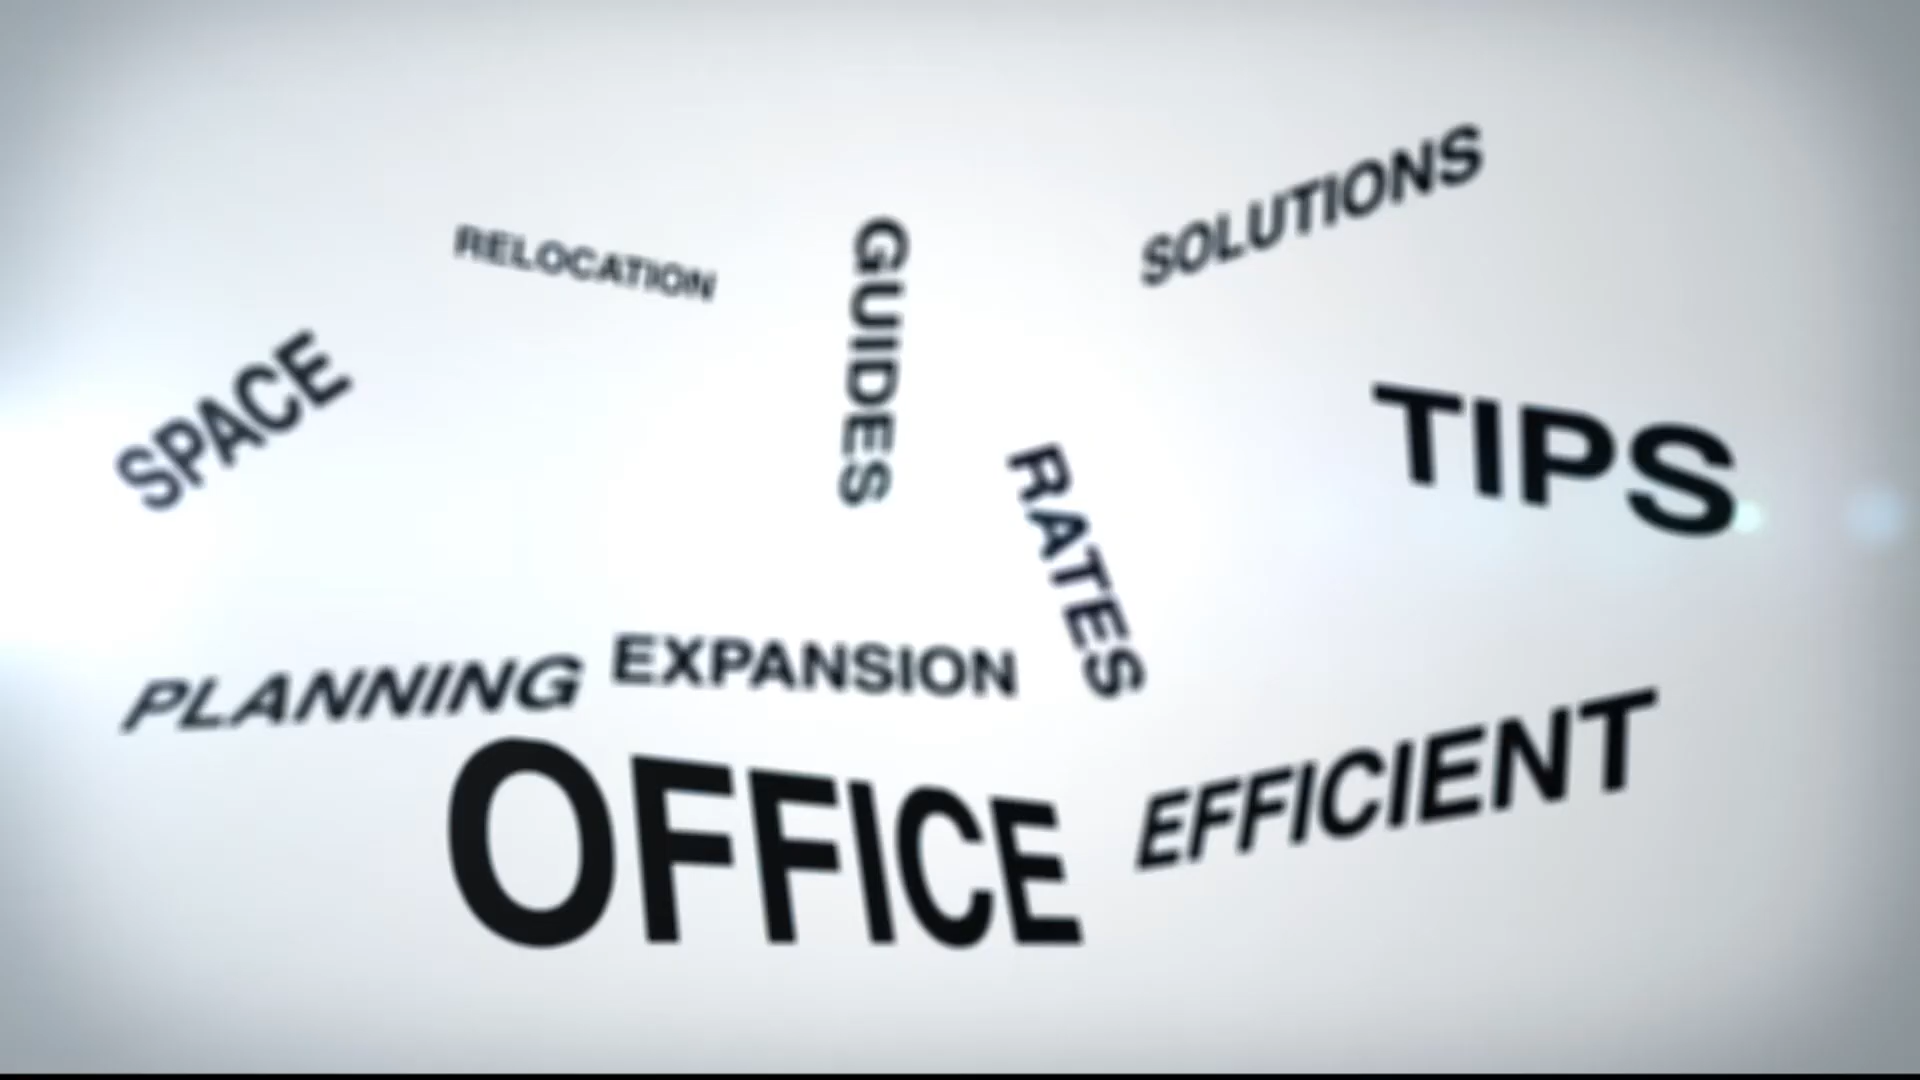 SOLUTIONS
RELOCATION
GUIDES
SPACE
TIPS
RATES
PLANNING
EXPANSION
OFFICE
EFFICIENT